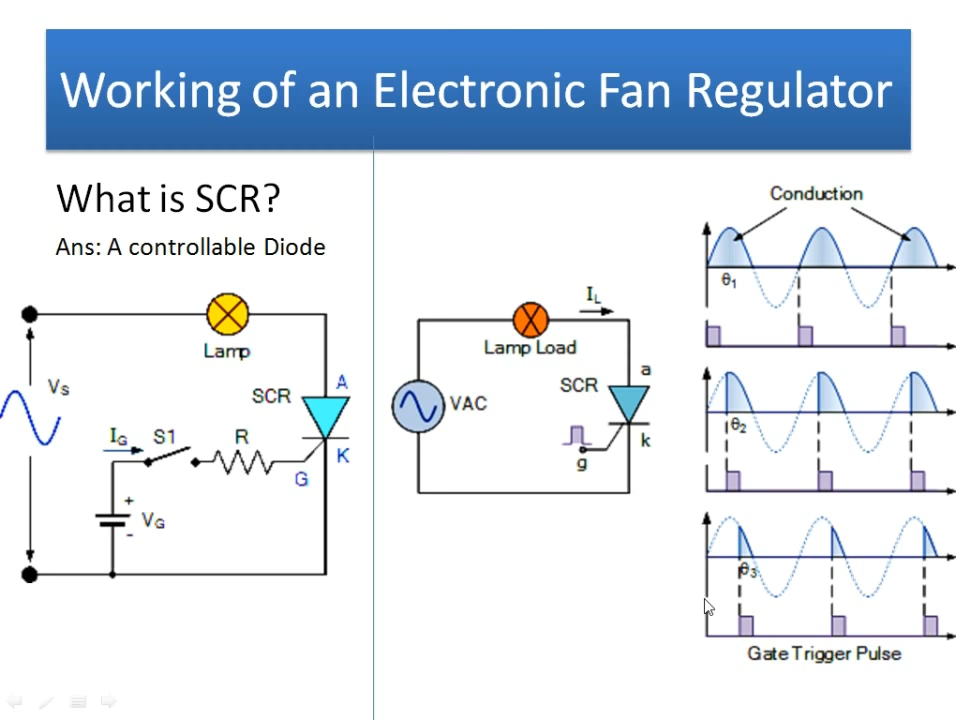 Working of an Electronic Fan Regulator
What is SCR?
Ans: A controllable Diode
Lamp
Vs
SCR
A
IG
S1
R
K
G
+
VG
-
IL
Lamp Load
a
SCR
VAC
k
g
Conduction
θ1
θ2
θ3
Gate Trigger Pulse